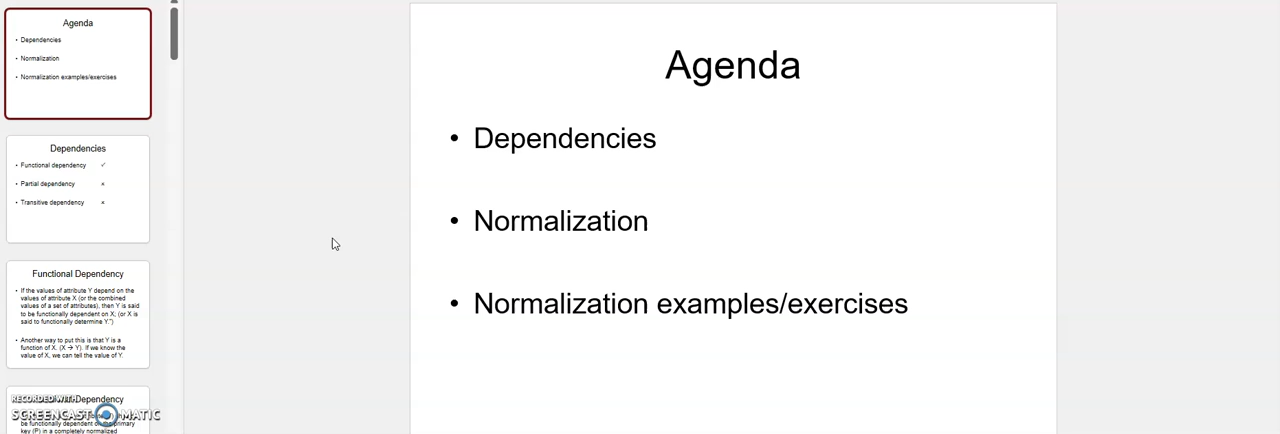 Agenda
• Dependencies
• Normalization
• Normalization examples/exercises
Dependencies
• Functional dependency ✓
• Partial dependency ×
• Transitive dependency ×
Functional Dependency
• If the values of attribute Y depend on the
values of attribute X (or the combined
values of a set of attributes), then Y is said
to be functionally dependent on X; (or X is
said to functionally determine Y.")
• Another way to put this is that Y is a
function of X. (X → Y). If we know the
value of X, we can tell the value of Y.
Dependency
be functionally dependent on the primary
key (P) in a completely normalized
RECORDED WITH
SCREENCAST MATIC
Agenda
• Dependencies
• Normalization
• Normalization examples/exercises